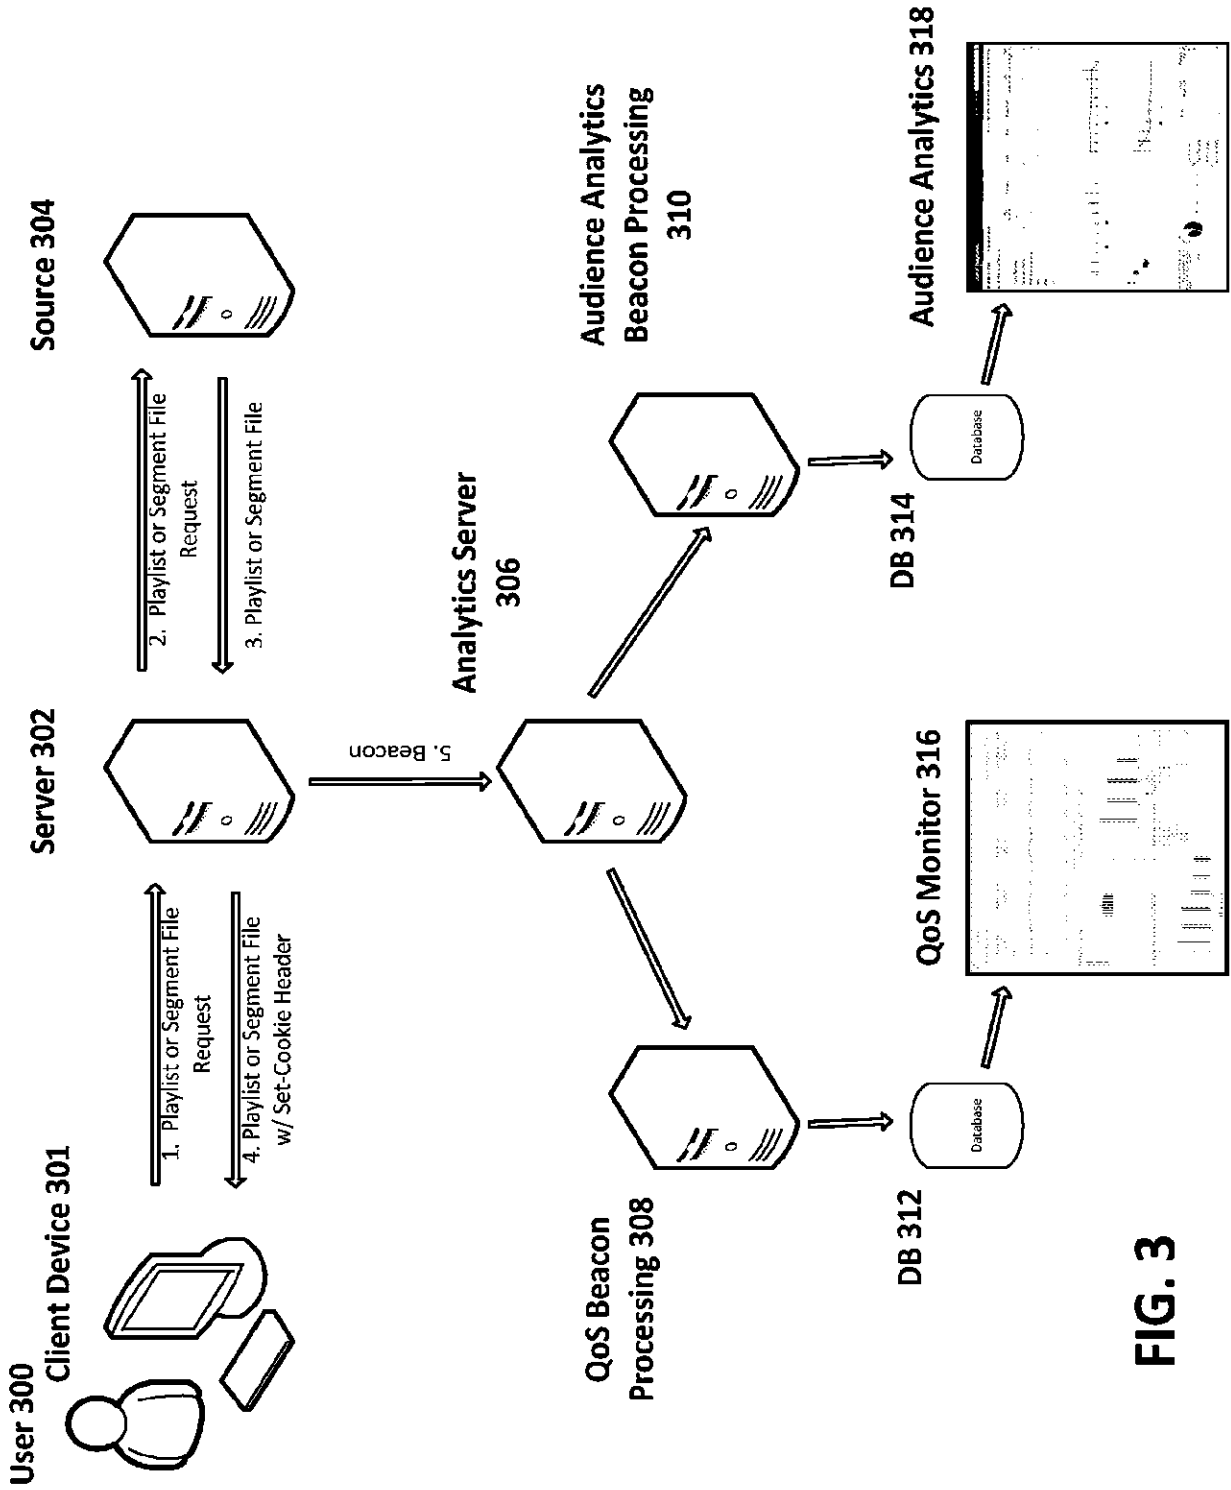 User 300
Client Device 301
Server 302
Source 304
1. Playlist or Segment File
Request
4. Playlist or Segment File
w/ Set-Cookie Header
2. Playlist or Segment File
Request
3. Playlist or Segment File
5. Beacon
Analytics Server
306
QoS Beacon
Processing 308
Audience Analytics
Beacon Processing
310
DB 312
Database
DB 314
Database
QoS Monitor 316
Audience Analytics 318
FIG. 3